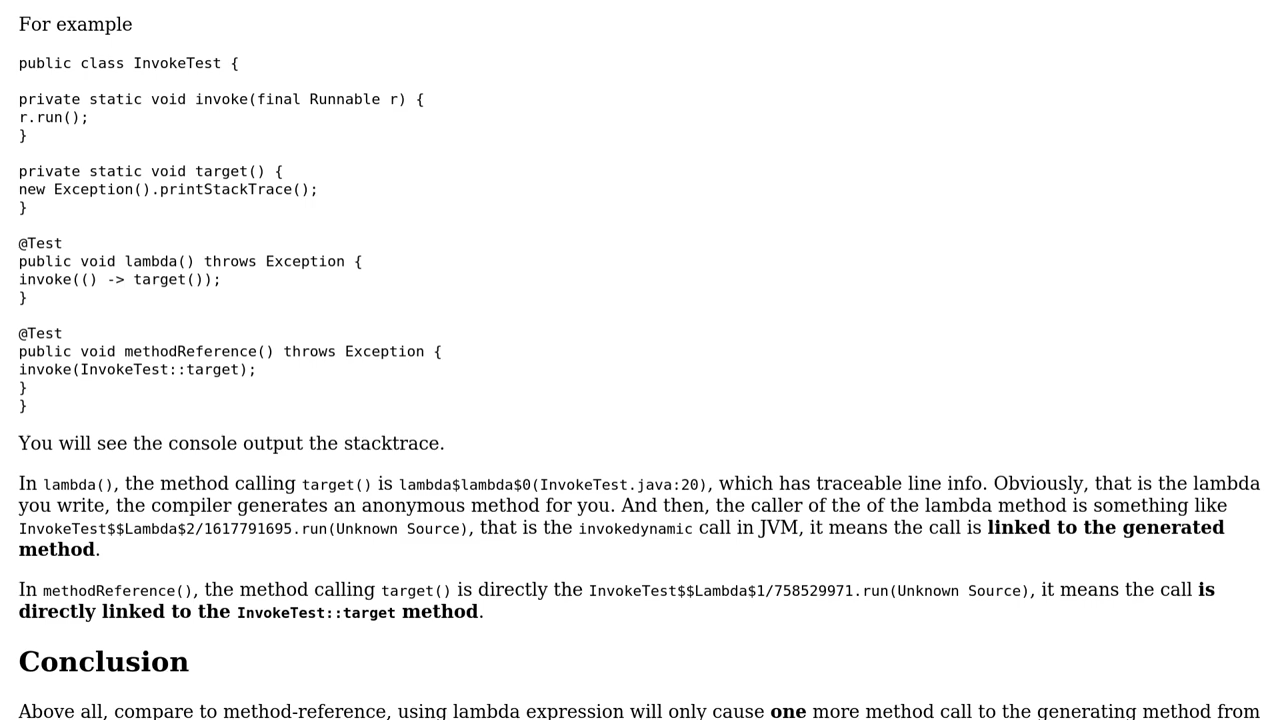 For example
public class InvokeTest {
private static void invoke(final Runnable r) {
r.run();
}
private static void target() {
new Exception().printStackTrace();
}
@Test
public void lambda() throws Exception {
invoke(() -> target());
}
@Test
public void methodReference() throws Exception {
invoke(InvokeTest::target);
}
}
You will see the console output the stacktrace.
In lambda(), the method calling target() is lambda$lambda$0(InvokeTest.java:20), which has traceable line info. Obviously, that is the lambda
you write, the compiler generates an anonymous method for you. And then, the caller of the of the lambda method is something like
InvokeTest$$Lambda$2/1617791695.run(Unknown Source), that is the invokedynamic call in JVM, it means the call is linked to the generated
method.
In methodReference(), the method calling target() is directly the InvokeTest$$Lambda$1/758529971.run(Unknown Source), it means the call is
directly linked to the InvokeTest::target method.
Conclusion
Above all, compare to method-reference, using lambda expression will only cause one more method call to the generating method from